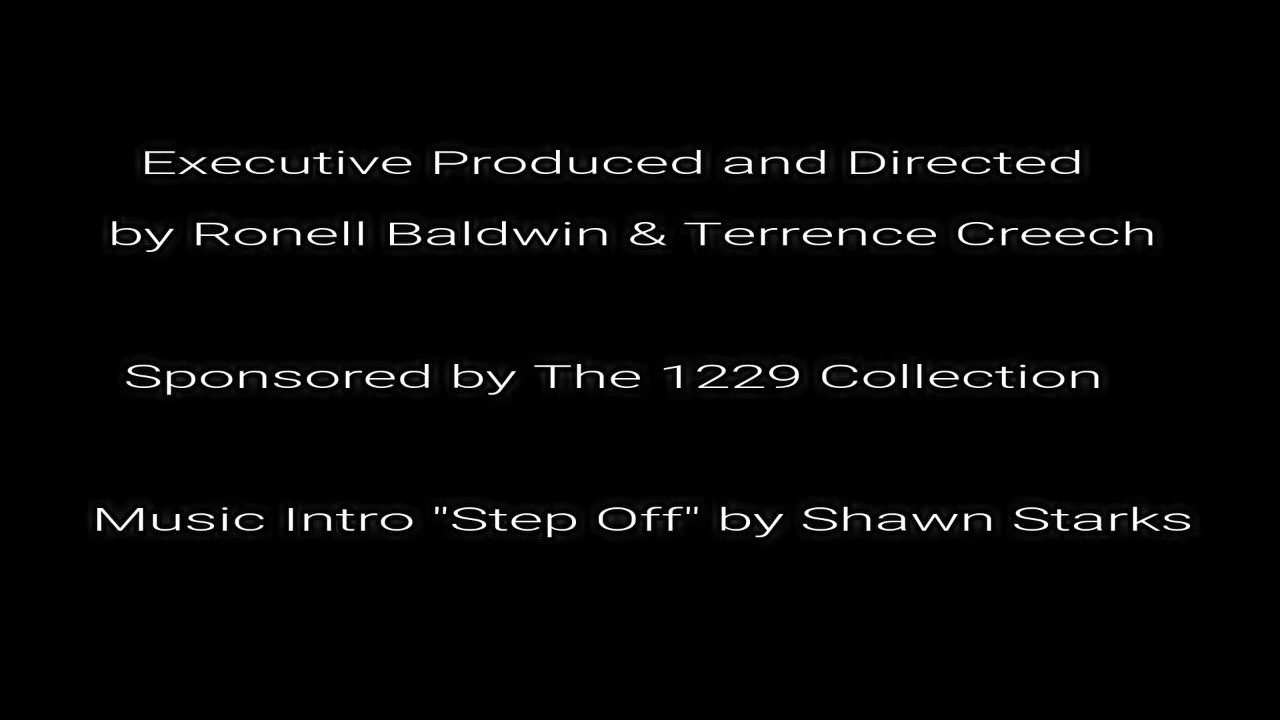 Executive Produced and Directed
by Ronell Baldwin & Terrence Creech
Sponsored by The 1229 Collection
Music Intro "Step Off" by Shawn Starks